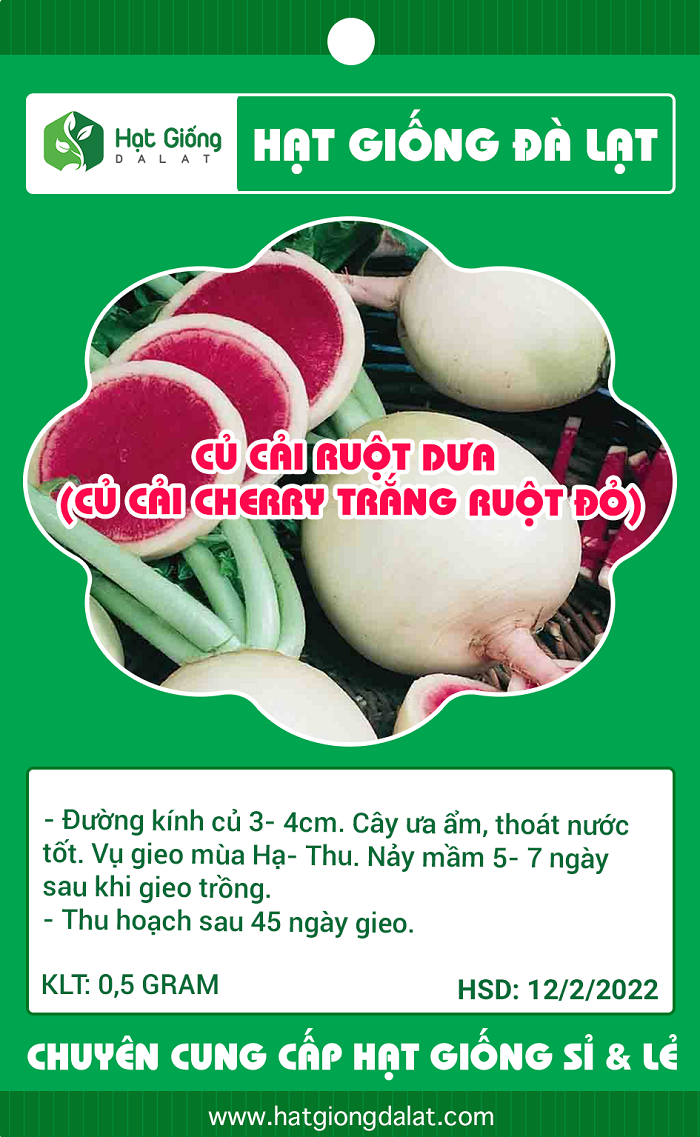 Hạt Giống
DALAT
HẠT GIỐNG ĐÀ LẠT
CỦ CẢI RUỘT DƯA
(CỦ CẢI CHERRY TRẮNG RUỘT ĐỎ)
- Đường kính củ 3- 4cm. Cây ưa ẩm, thoát nước
tốt. Vụ gieo mùa Hạ- Thu. Nảy mầm 5- 7 ngày
sau khi gieo trồng.
- Thu hoạch sau 45 ngày gieo.
KLT: 0,5 GRAM
HSD: 12/2/2022
CHUYÊN CUNG CẤP HẠT GIỐNG SỈ & LẺ
www.hatgiongdalat.com